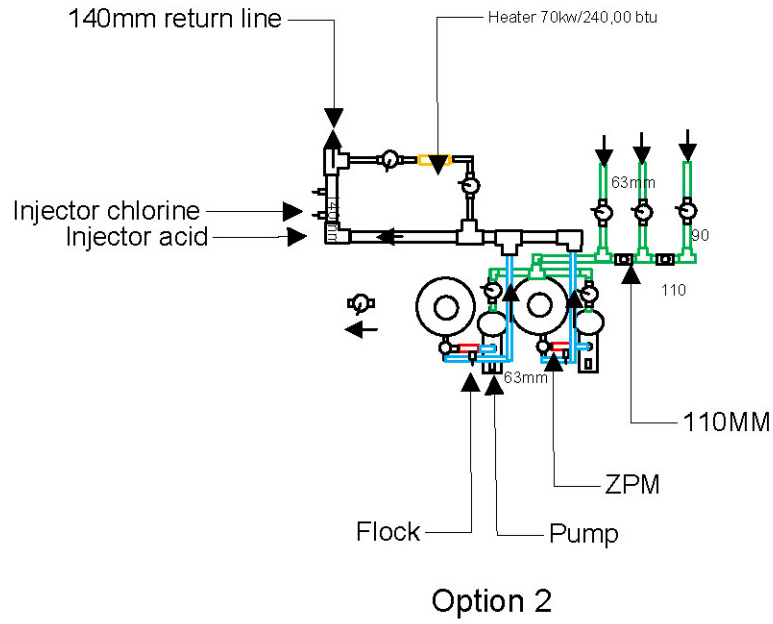 140mm return line
Heater 70kw/240,00 btu
63mm
Injector chlorine
Injector acid
90
110
63mm
110MM
ZPM
Flock
Pump
Option 2